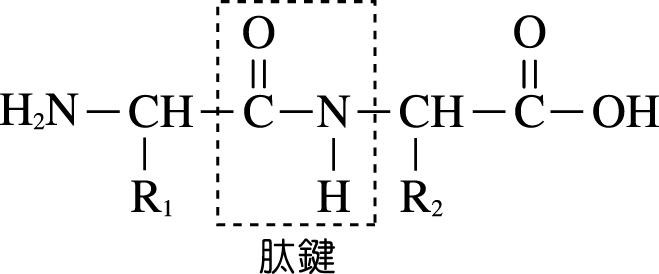 O O
H₂N—CH—C—N—CH—C—OH
R₁ H R₂
肽鍵